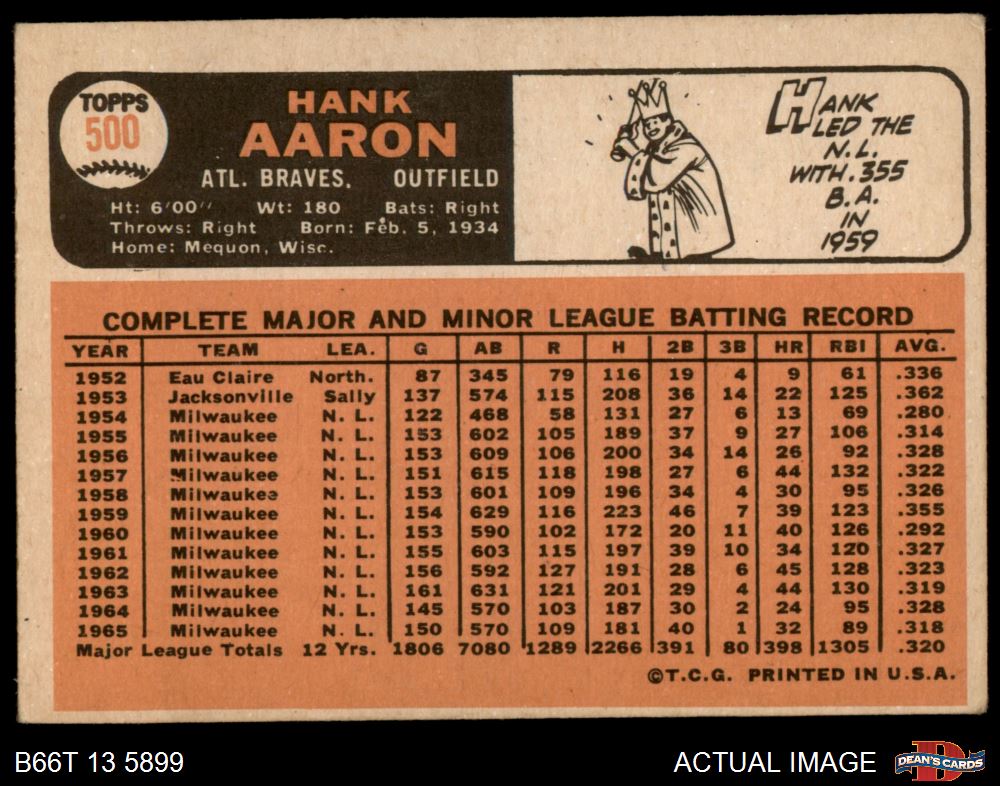 TOPPS
500
HANK
AARON
ATL. BRAVES. OUTFIELD
Ht: 6'00" Wt: 180 Bats: Right
Throws: Right Born: Feb. 5, 1934
Home: Mequon, Wisc.
HANK
LED THE
N.L.
WITH .355
B.A.
IN
1959
COMPLETE MAJOR AND MINOR LEAGUE BATTING RECORD
YEAR TEAM LEA. G AB R H 2B 3B HR RBI AVG.
1952 Eau Claire North. 87 345 79 116 19 4 9 61 .336
1953 Jacksonville Sally 137 574 115 208 36 14 22 125 .362
1954 Milwaukee N. L. 122 468 58 131 27 6 13 69 .280
1955 Milwaukee N. L. 153 602 105 189 37 9 27 106 .314
1956 Milwaukee N. L. 153 609 106 200 34 14 26 92 .328
1957 Milwaukee N. L. 151 615 118 198 27 6 44 132 .322
1958 Milwaukee N. L. 153 601 109 196 34 4 30 95 .326
1959 Milwaukee N. L. 154 629 116 223 46 7 39 123 .355
1960 Milwaukee N. L. 153 590 102 172 20 11 40 126 .292
1961 Milwaukee N. L. 155 603 115 197 39 10 34 120 .327
1962 Milwaukee N. L. 156 592 127 191 28 6 45 128 .323
1963 Milwaukee N. L. 161 631 121 201 29 4 44 130 .319
1964 Milwaukee N. L. 145 570 103 187 30 2 24 95 .328
1965 Milwaukee N. L. 150 570 109 181 40 1 32 89 .318
Major League Totals 12 Yrs. 1806 7080 1289 2266 391 80 398 1305 .320
©T.C.G. PRINTED IN U.S.A.
B66T 13 5899
ACTUAL IMAGE
D
DEAN'S CARDS